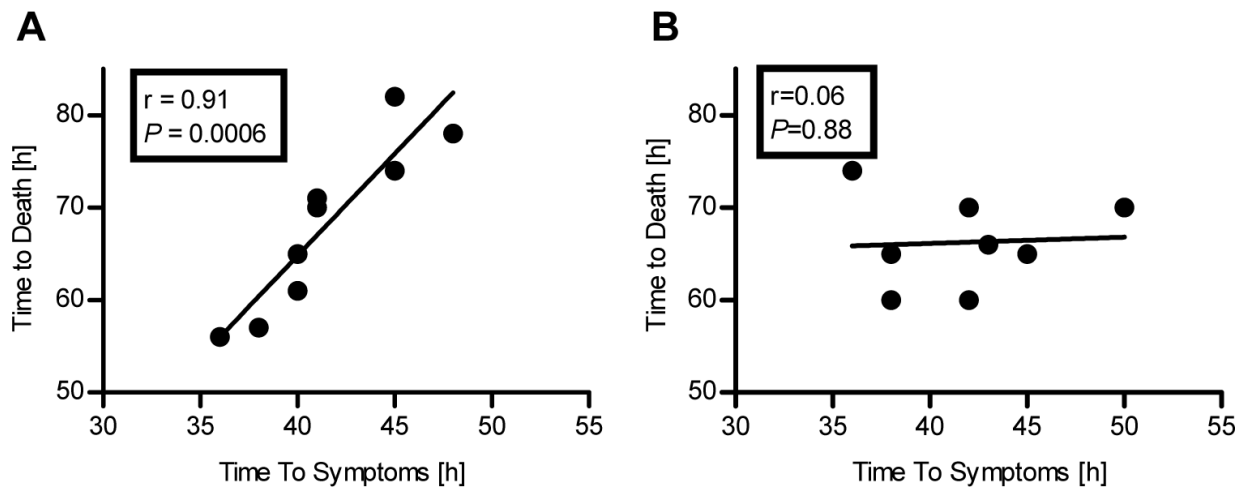 A
r = 0.91
P = 0.0006
Time to Death [h]
80
70
60
50
30
35
40
45
50
55
Time To Symptoms [h]
B
r=0.06
P=0.88
Time to Death [h]
80
70
60
50
30
35
40
45
50
55
Time To Symptoms [h]